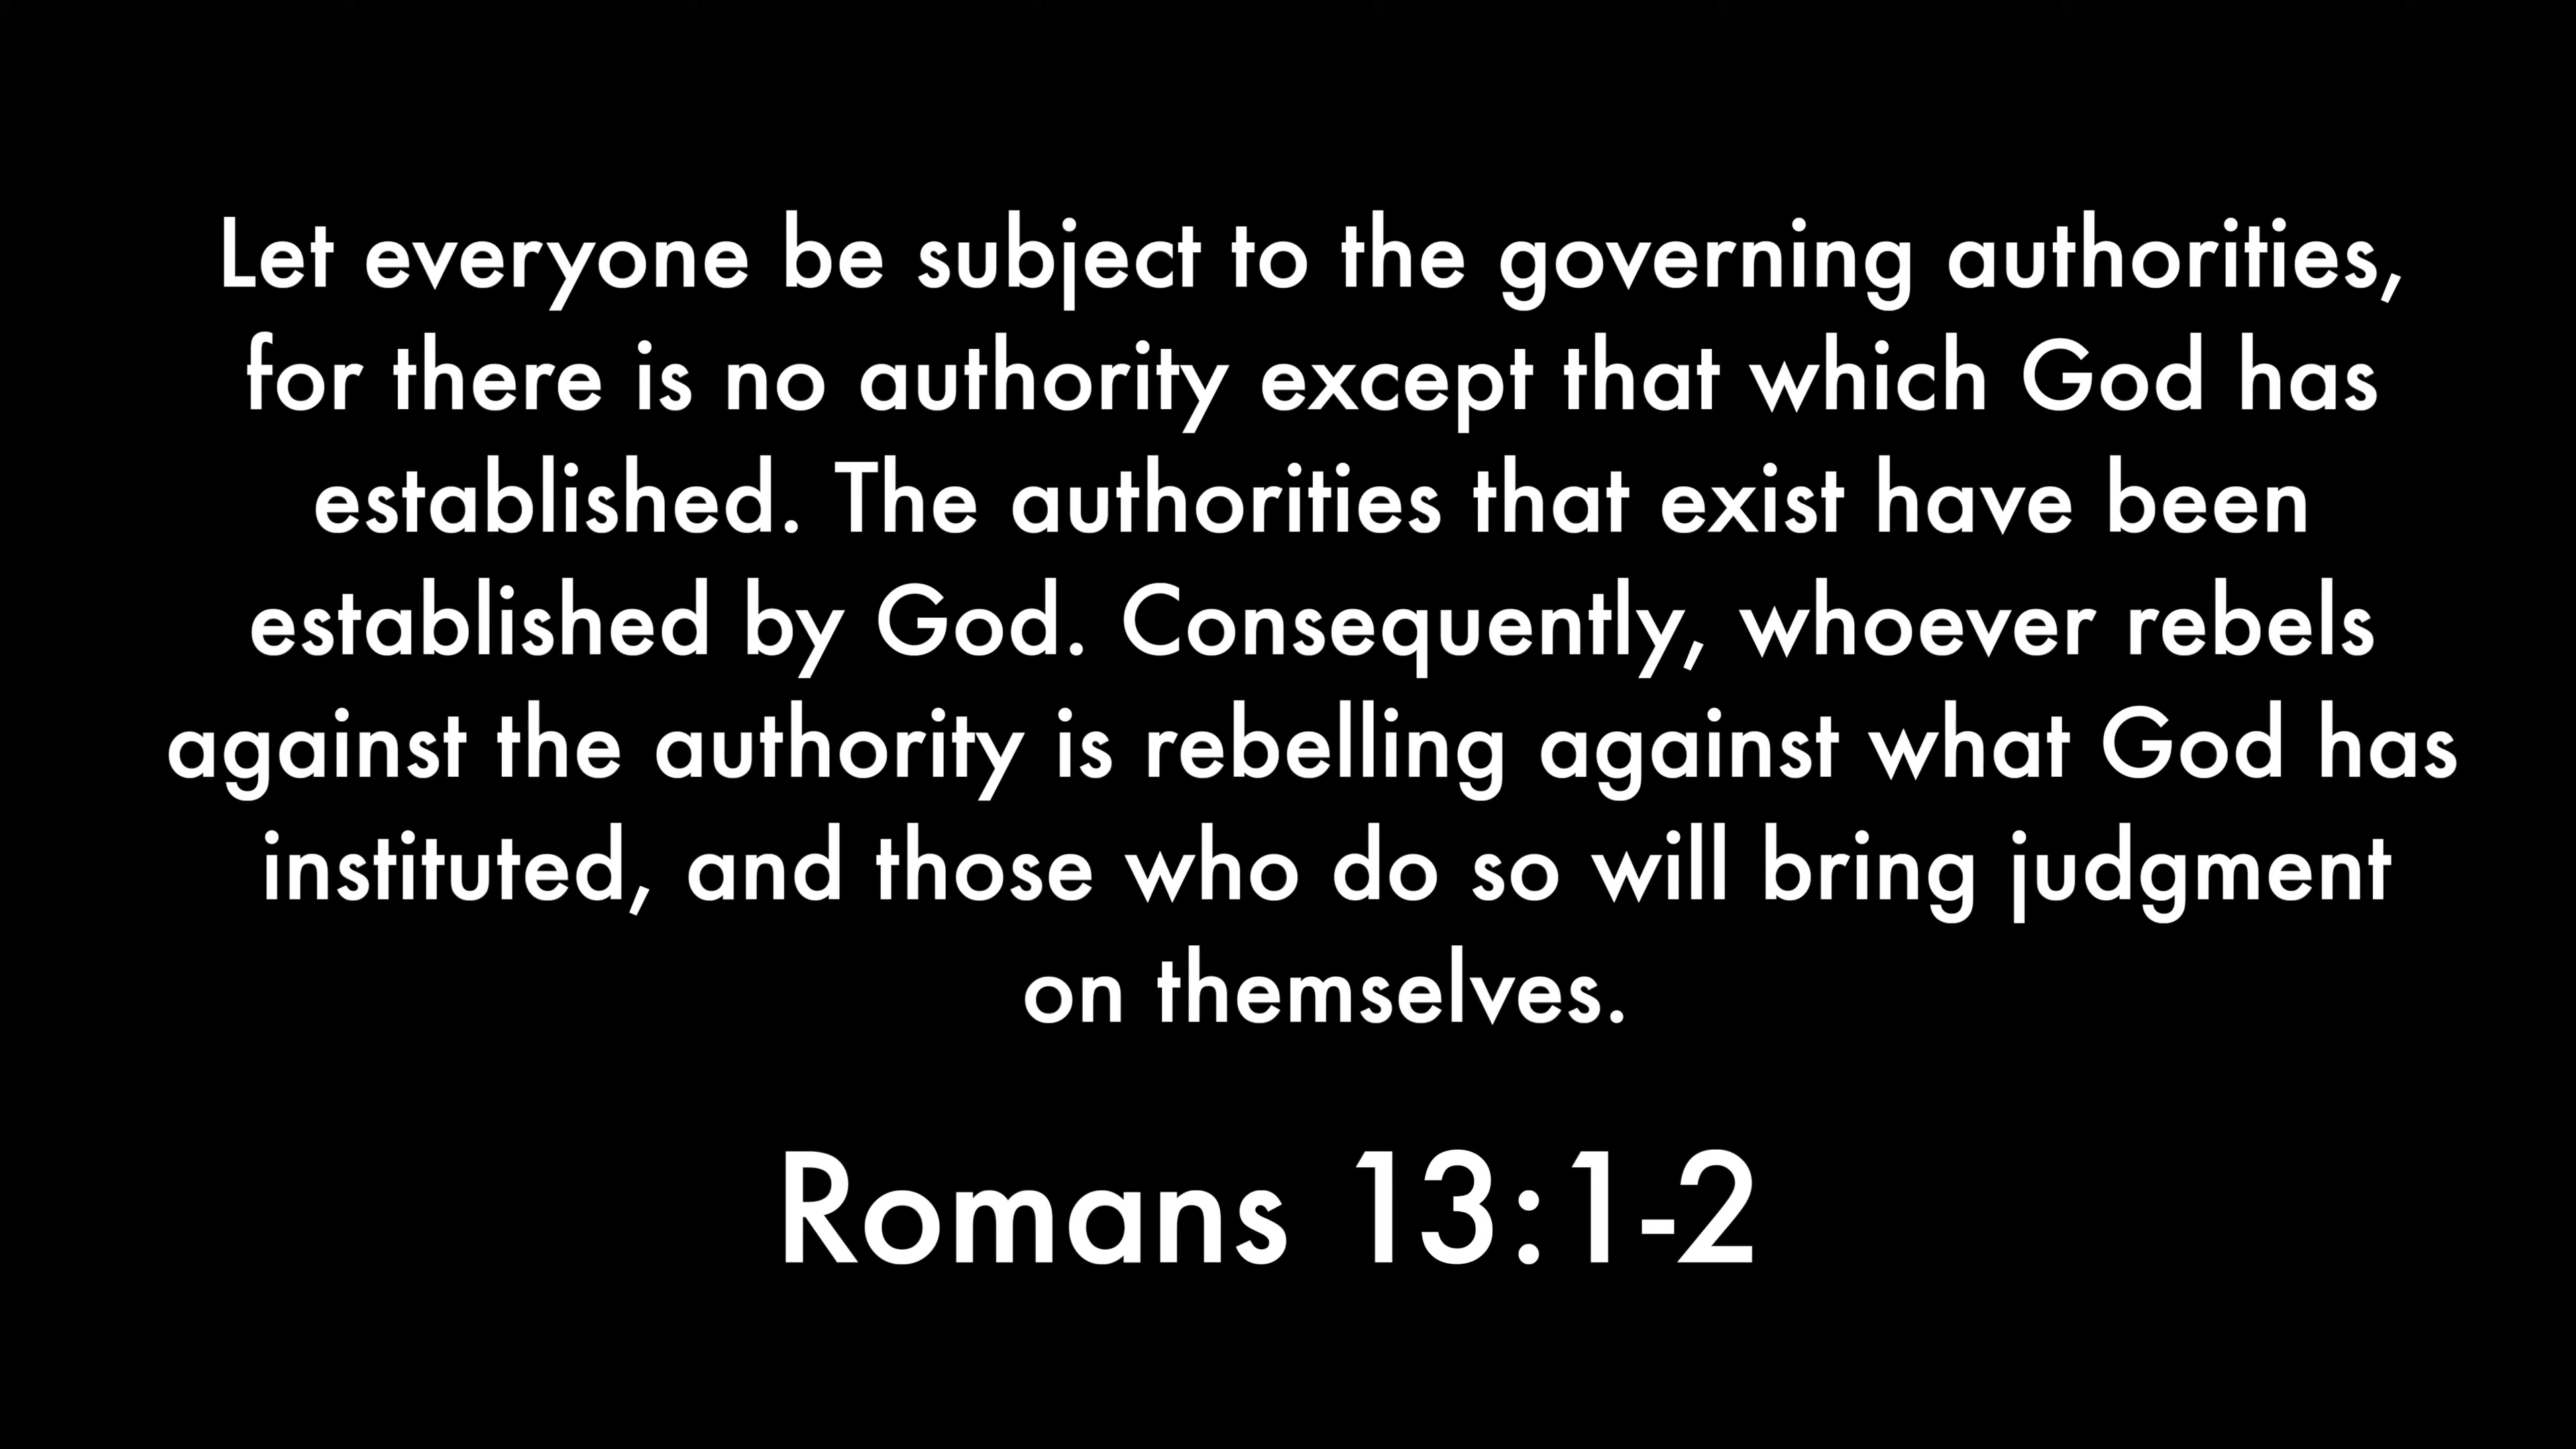 Let everyone be subject to the governing authorities,
for there is no authority except that which God has
established. The authorities that exist have been
established by God. Consequently, whoever rebels
against the authority is rebelling against what God has
instituted, and those who do so will bring judgment
on themselves.
Romans 13:1-2